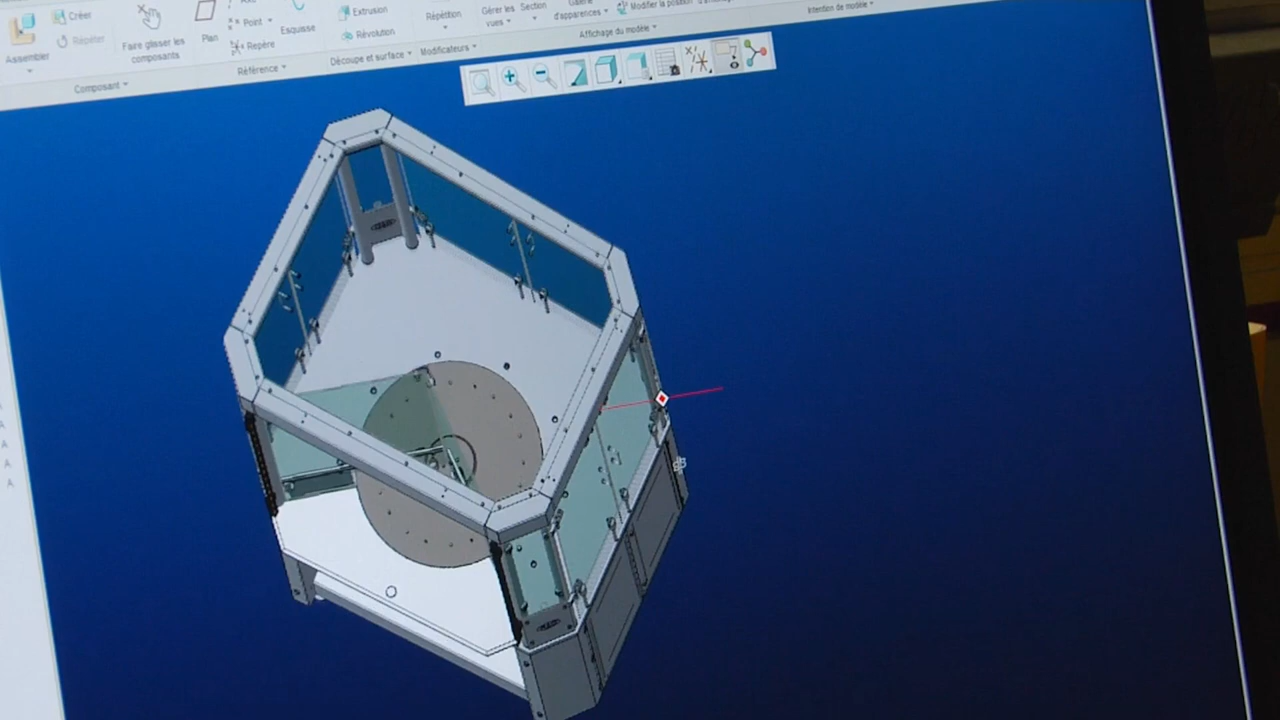 Créer
Assembler
Répéter
Faire glisser les
composants
Composant
Plan
Point
Repère
Référence
Esquisse
Extrusion
Révolution
Découpe et surface
Répétition
Modificateurs
Gérer les
vues
Section
d'apparences
Modifier la position
Affichage du modèle
Intention de modèle
A
A
A
A